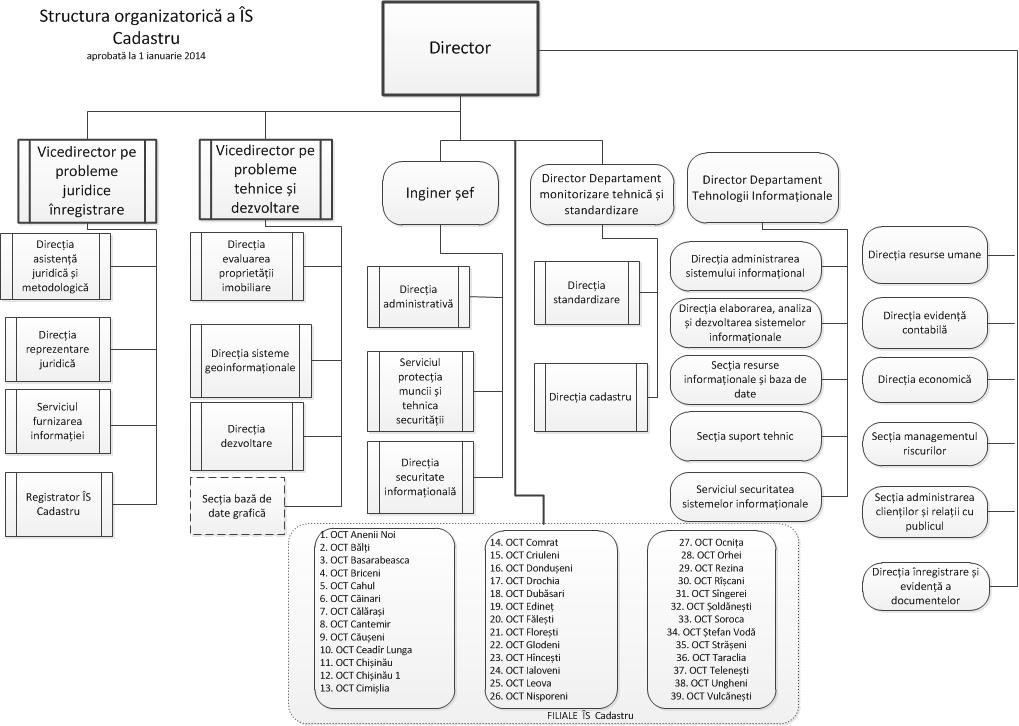 Structura organizatorică a ÎS
Cadastru
aprobată la 1 ianuarie 2014
Director
Vicedirector pe
probleme
juridice
înregistrare
Direcția
asistență
juridică și
metodologică
Direcția
reprezentare
juridică
Serviciul
furnizarea
informației
Registrator ÎS
Cadastru
Vicedirector pe
probleme
tehnice și
dezvoltare
Direcția
evaluarea
proprietății
imobiliare
Direcția sisteme
geoinformaționale
Direcția
dezvoltare
Secția bază de
date grafică
Inginer șef
Direcția
administrativă
Serviciul
protecția
muncii și
tehnica
securității
Direcția
securitate
informațională
Director Departament
monitorizare tehnică și
standardizare
Direcția
standardizare
Direcția cadastru
Director Departament
Tehnologii Informaționale
Direcția administrarea
sistemului informațional
Direcția elaborarea, analiza
și dezvoltarea sistemelor
informaționale
Secția resurse
informaționale și baza de
date
Secția suport tehnic
Serviciul securitatea
sistemelor informaționale
Direcția resurse umane
Direcția evidență
contabilă
Direcția economică
Secția managementul
riscurilor
Secția administrarea
clienților și relații cu
publicul
Direcția înregistrare și
evidență a
documentelor
1. OCT Anenii Noi
2. OCT Bălți
3. OCT Basarabeasca
4. OCT Briceni
5. OCT Cahul
6. OCT Căinari
7. OCT Călărași
8. OCT Cantemir
9. OCT Căușeni
10. OCT Ceadîr Lunga
11. OCT Chișinău
12. OCT Chișinău 1
13. OCT Cimișlia
14. OCT Comrat
15. OCT Criuleni
16. OCT Dondușeni
17. OCT Drochia
18. OCT Dubăsari
19. OCT Edineț
20. OCT Fălești
21. OCT Florești
22. OCT Glodeni
23. OCT Hîncești
24. OCT Ialoveni
25. OCT Leova
26. OCT Nisporeni
27. OCT Ocnița
28. OCT Orhei
29. OCT Rezina
30. OCT Rîșcani
31. OCT Sîngerei
32. OCT Șoldănești
33. OCT Soroca
34. OCT Ștefan Vodă
35. OCT Strășeni
36. OCT Taraclia
37. OCT Telenești
38. OCT Ungheni
39. OCT Vulcănești
FILIALE ÎS Cadastru